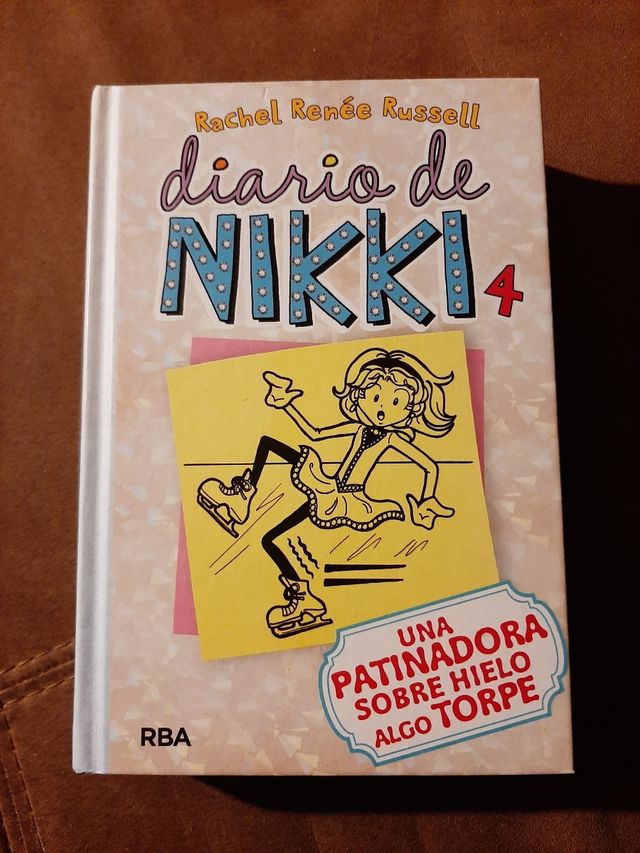 Rachel Renée Russell
diario de
NIKKI 4
UNA
PATINADORA
SOBRE HIELO
ALGO TORPE
RBA